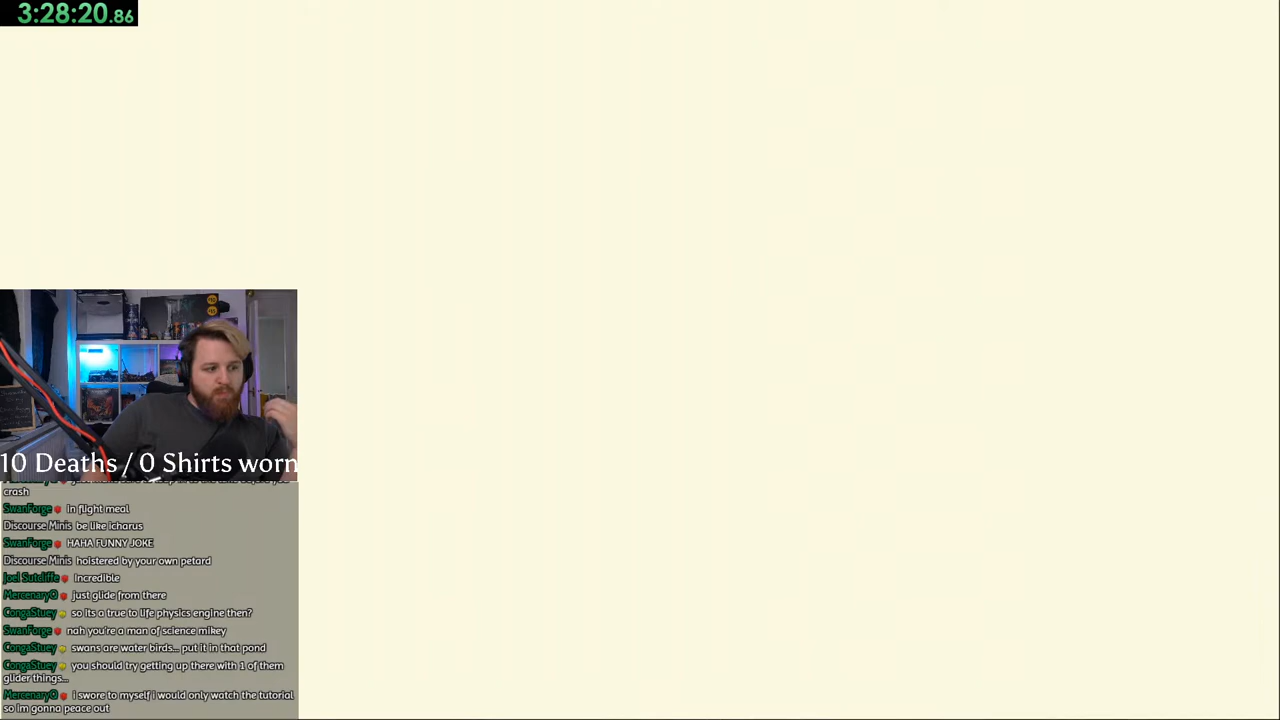 3:28:20.86
10 Deaths / 0 Shirts worn
crash
SwanForge In flight meal
Discourse Minis be like icharus
SwanForge HAHA FUNNY JOKE
Discourse Minis hoistered by your own petard
Joel Sutcliffe Incredible
MercenaryO just glide from there
CongaStuey so its a true to life physics engine then?
SwanForge nah you're a man of science mikey
CongaStuey swans are water birds... put it in that pond
CongaStuey you should try getting up there with 1 of them
glider things...
MercenaryO i swore to myself i would only watch the tutorial
so im gonna peace out